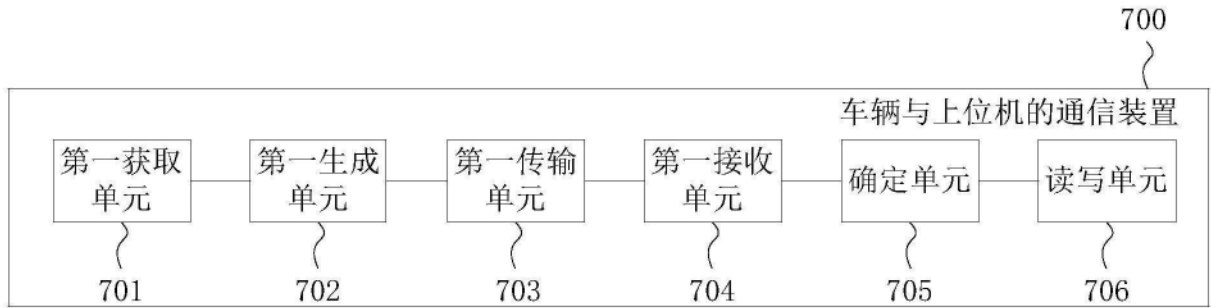 700
车辆与上位机的通信装置
第一获取
单元
第一生成
单元
第一传输
单元
第一接收
单元
确定单元
读写单元
701
702
703
704
705
706